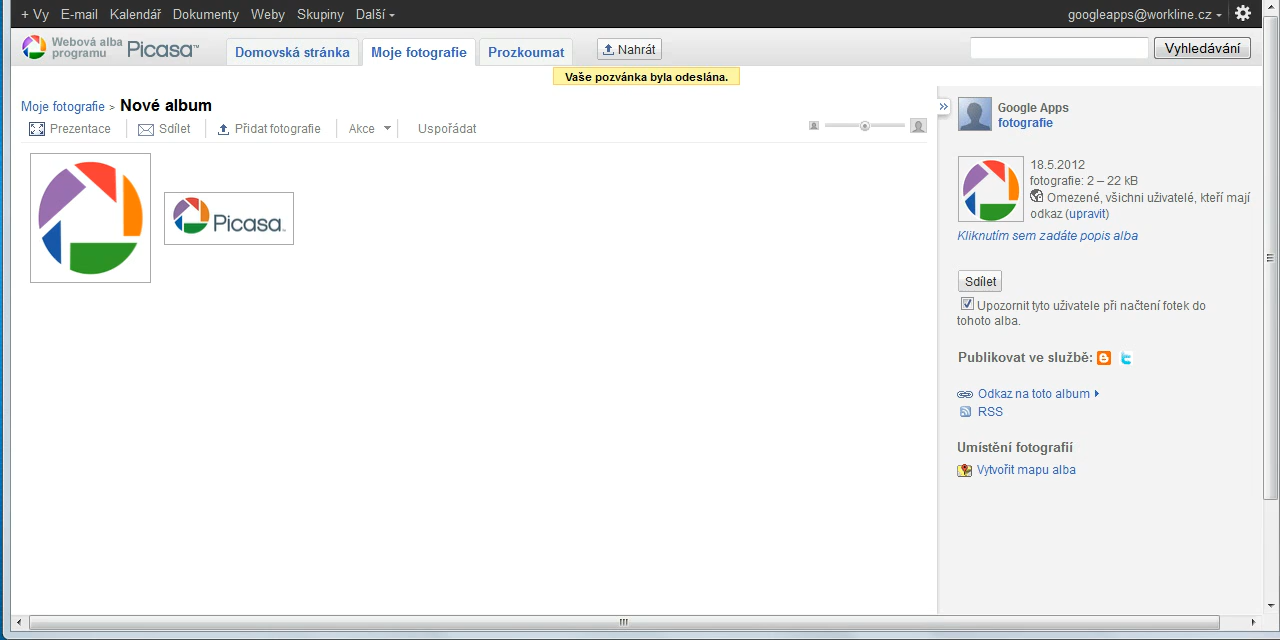 + Vy E-mail Kalendář Dokumenty Weby Skupiny Další googleapps@workline.cz
Webová alba
programu Picasa™ Domovská stránka Moje fotografie Prozkoumat Nahrát Vyhledávání
Vaše pozvánka byla odeslána.
Moje fotografie > Nové album
Prezentace Sdílet Přidat fotografie Akce Uspořádat
Picasa™
Google Apps
fotografie
18.5.2012
fotografie: 2 – 22 kB
Omezené, všichni uživatelé, kteří mají
odkaz (upravit)
Kliknutím sem zadáte popis alba
Sdílet
Upozornit tyto uživatele při načtení fotek do
tohoto alba.
Publikovat ve službě:
Odkaz na toto album
RSS
Umístění fotografií
Vytvořit mapu alba